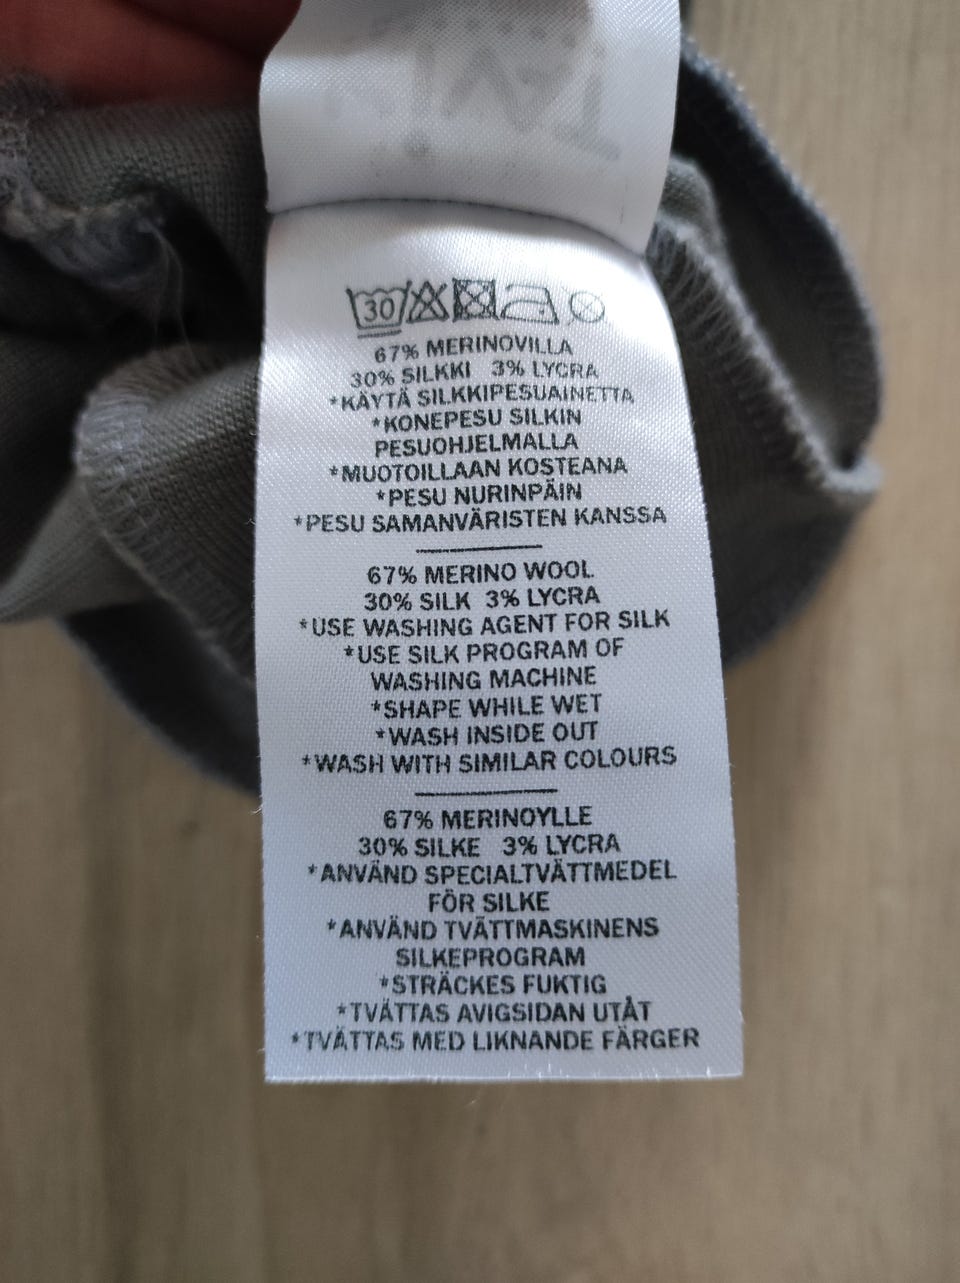 30
67% MERINOVILLA
30% SILKKI 3% LYCRA
*KÄYTÄ SILKKIPESUAINETTA
*KONEPESU SILKIN
PESUOHJELMALLA
*MUOTOILLAAN KOSTEANA
*PESU NURINPÄIN
*PESU SAMANVÄRISTEN KANSSA
67% MERINO WOOL
30% SILK 3% LYCRA
*USE WASHING AGENT FOR SILK
*USE SILK PROGRAM OF
WASHING MACHINE
*SHAPE WHILE WET
*WASH INSIDE OUT
*WASH WITH SIMILAR COLOURS
67% MERINOYLLE
30% SILKE 3% LYCRA
*ANVÄND SPECIALTVÄTTMEDEL
FÖR SILKE
*ANVÄND TVÄTTMASKINENS
SILKEPROGRAM
*STRÄCKES FUKTIG
*TVÄTTAS AVIGSIDAN UTÅT
*TVÄTTAS MED LIKNANDE FÄRGER